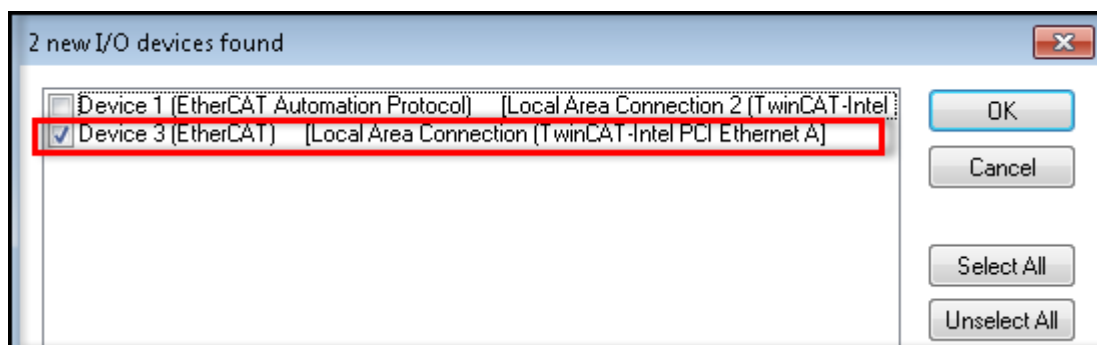 2 new I/O devices found
Device 1 (EtherCAT Automation Protocol) [Local Area Connection 2 (TwinCAT-Intel
Device 3 (EtherCAT) [Local Area Connection (TwinCAT-Intel PCI Ethernet A]
OK
Cancel
Select All
Unselect All